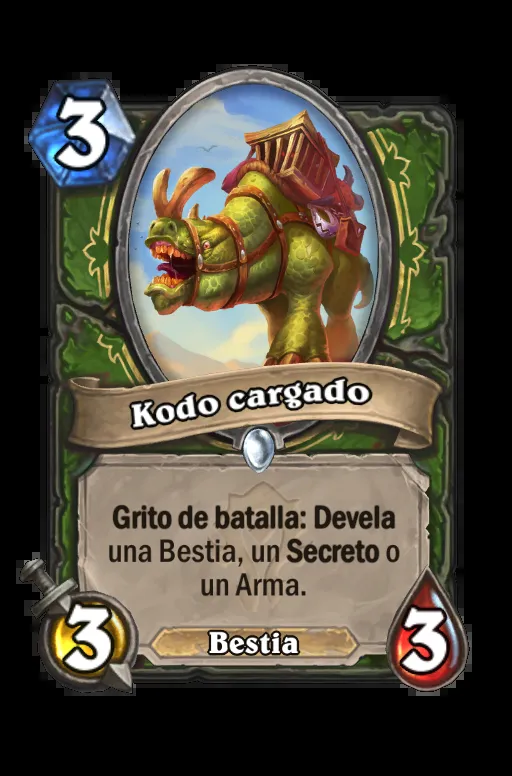 3
Kodo cargado
Grito de batalla: Devela
una Bestia, un Secreto o
un Arma.
3
Bestia
3